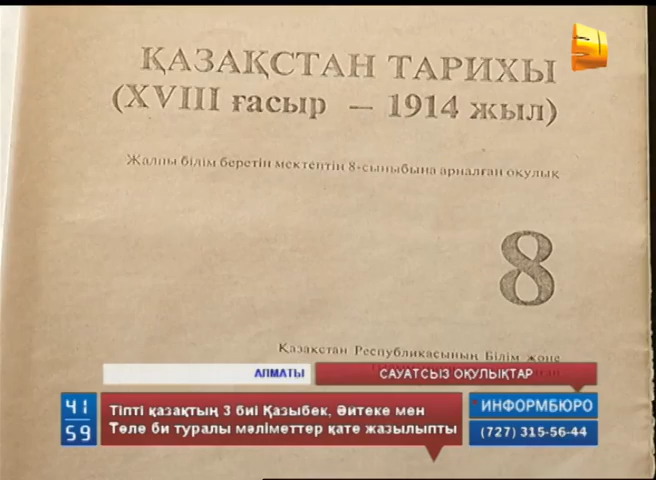 ҚАЗАҚСТАН ТАРИХЫ
(XVIII ғасыр – 1914 жыл)
Жалпы білім беретін мектептің 8-сыныбына арналған оқулық
8
Қазақстан Республикасының Білім және
АЛМАТЫ
САУАТСЫЗ ОҚУЛЫҚТАР
41
59
Тіпті қазақтың 3 биі Қазыбек, Әйтеке мен
Төле би туралы мәліметтер қате жазылыпты
ИНФОРМБЮРО
(727) 315-56-44